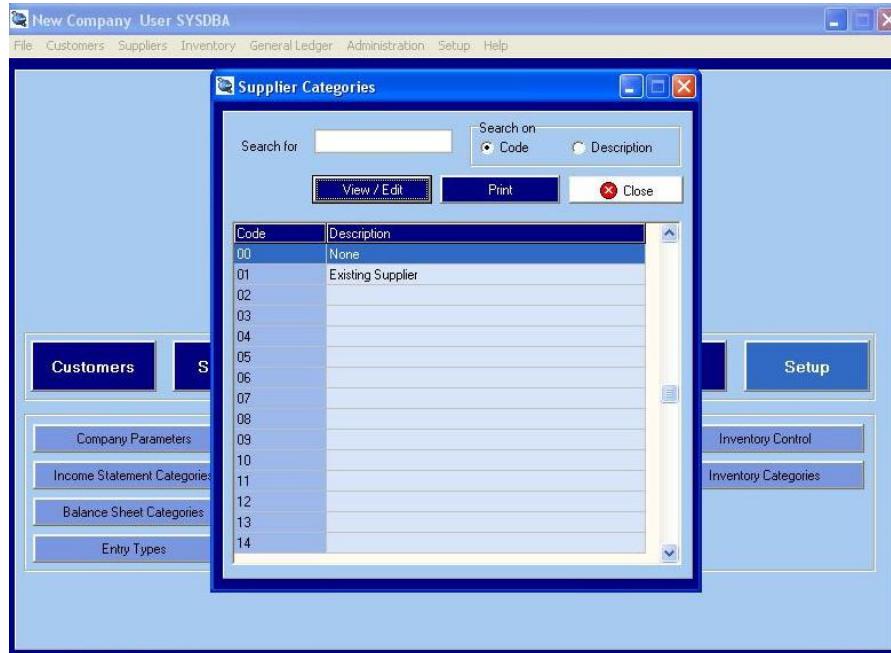 New Company User SYSDBA
File Customers Suppliers Inventory General Ledger Administration Setup Help
Supplier Categories
Search for
Search on
Code Description
View / Edit Print Close
Code Description
00 None
01 Existing Supplier
02
03
04
05
06
07
08
09
10
11
12
13
14
Customers S Setup
Company Parameters Inventory Control
Income Statement Categories Inventory Categories
Balance Sheet Categories
Entry Types